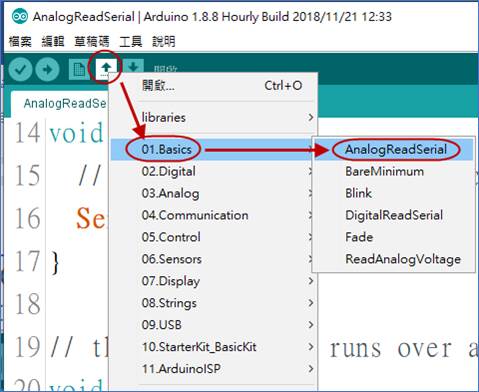 AnalogReadSerial | Arduino 1.8.8 Hourly Build 2018/11/21 12:33
檔案 編輯 草稿碼 工具 說明
開啟
AnalogReadSe
開啟... Ctrl+O
libraries
01.Basics
02.Digital
03.Analog
04.Communication
05.Control
06.Sensors
07.Display
08.Strings
09.USB
10.StarterKit_BasicKit
11.ArduinoISP
AnalogReadSerial
BareMinimum
Blink
DigitalReadSerial
Fade
ReadAnalogVoltage
14 void
15 //
16 Se
17 }
18
19 // th runs over a
20 void